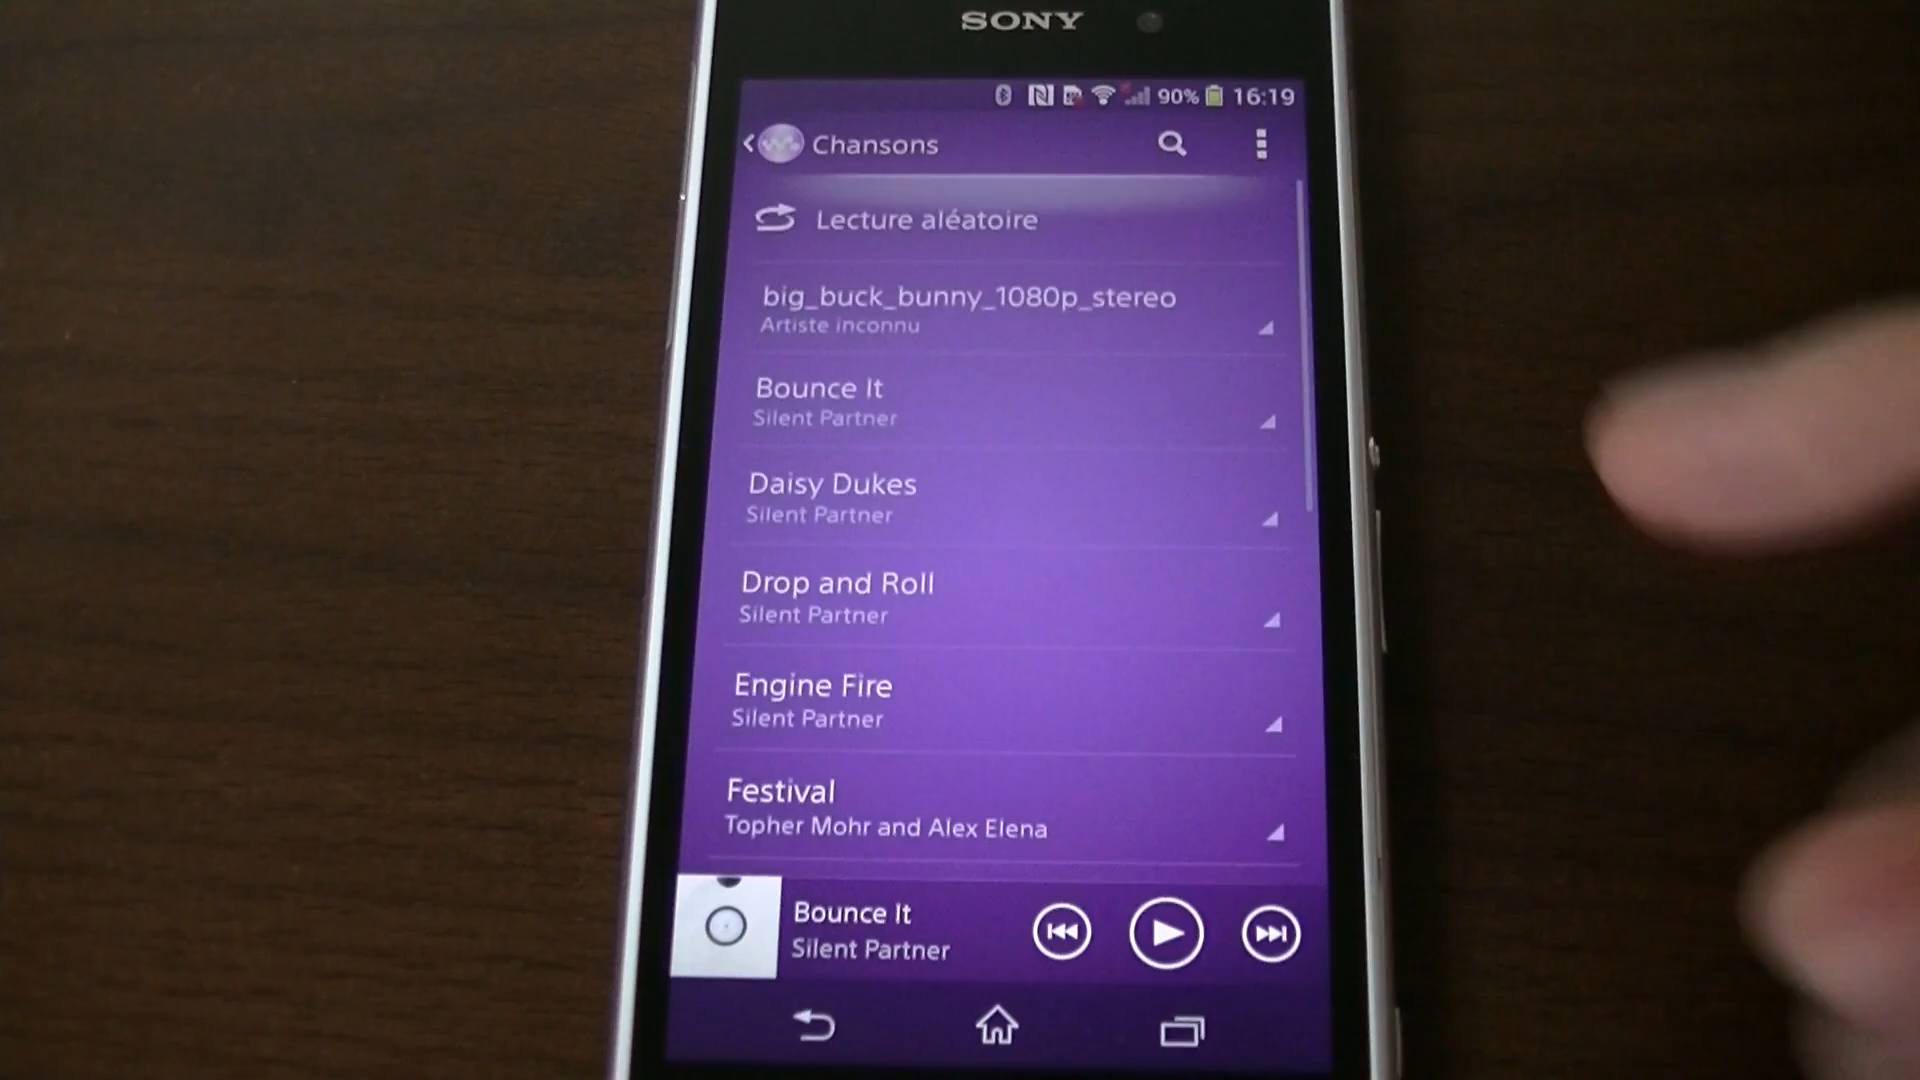 SONY
90% 16:19
Chansons
Lecture aléatoire
big_buck_bunny_1080p_stereo
Artiste inconnu
Bounce It
Silent Partner
Daisy Dukes
Silent Partner
Drop and Roll
Silent Partner
Engine Fire
Silent Partner
Festival
Topher Mohr and Alex Elena
Bounce It
Silent Partner